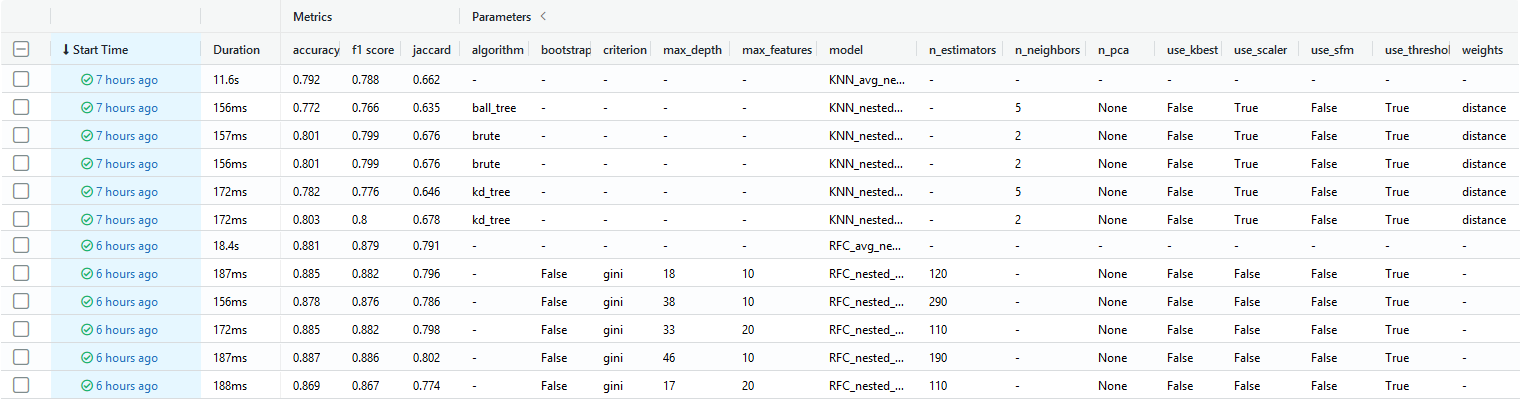 Metrics Parameters <
Start Time Duration accuracy f1 score jaccard algorithm bootstrap criterion max_depth max_features model n_estimators n_neighbors n_pca use_kbest use_scaler use_sfm use_threshol weights
7 hours ago 11.6s 0.792 0.788 0.662 - - - - - KNN_avg_ne... - - - - - - - -
7 hours ago 156ms 0.772 0.766 0.635 ball_tree - - - - KNN_nested... - 5 None False True False True distance
7 hours ago 157ms 0.801 0.799 0.676 brute - - - - KNN_nested... - 2 None False True False True distance
7 hours ago 156ms 0.801 0.799 0.676 brute - - - - KNN_nested... - 2 None False True False True distance
7 hours ago 172ms 0.782 0.776 0.646 kd_tree - - - - KNN_nested... - 5 None False True False True distance
7 hours ago 172ms 0.803 0.8 0.678 kd_tree - - - - KNN_nested... - 2 None False True False True distance
6 hours ago 18.4s 0.881 0.879 0.791 - - - - - RFC_avg_ne... - - - - - - - -
6 hours ago 187ms 0.885 0.882 0.796 - False gini 18 10 RFC_nested_... 120 - None False False False True -
6 hours ago 156ms 0.878 0.876 0.786 - False gini 38 10 RFC_nested_... 290 - None False False False True -
6 hours ago 172ms 0.885 0.882 0.798 - False gini 33 20 RFC_nested_... 110 - None False False False True -
6 hours ago 187ms 0.887 0.886 0.802 - False gini 46 10 RFC_nested_... 190 - None False False False True -
6 hours ago 188ms 0.869 0.867 0.774 - False gini 17 20 RFC_nested_... 110 - None False False False True -